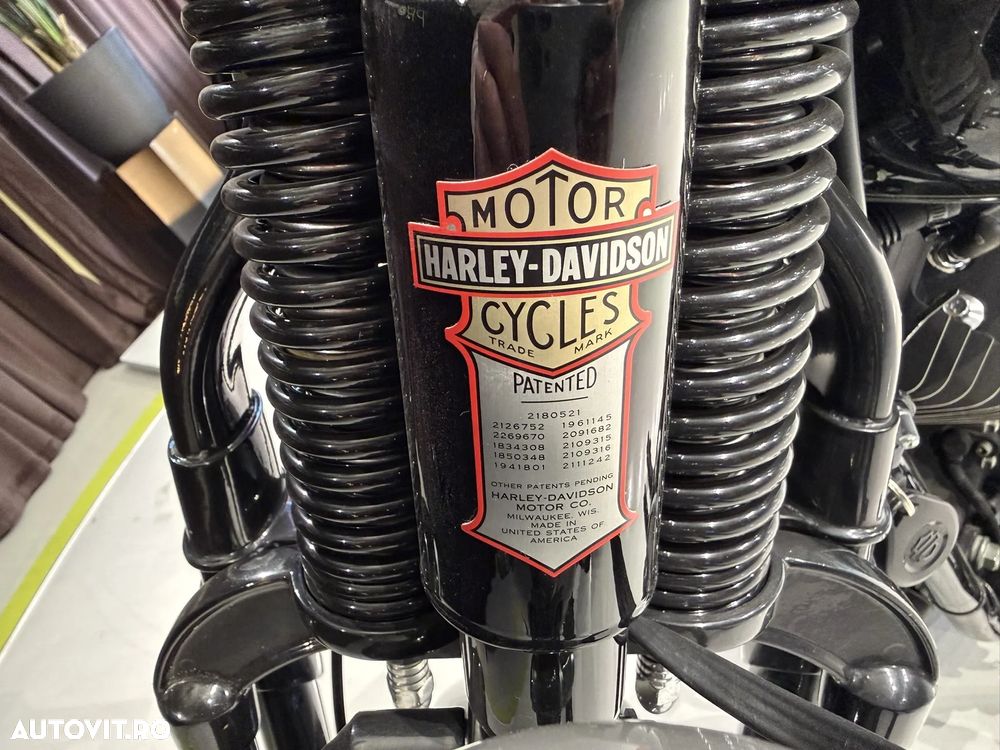 MOTOR
HARLEY-DAVIDSON
CYCLES
TRADE MARK
PATENTED
2180521
2126752 1961145
2269670 2091682
1834308 2109315
1850348 2109316
1941801 2111242
OTHER PATENTS PENDING
HARLEY-DAVIDSON
MOTOR CO.
MILWAUKEE, WIS.
MADE IN
UNITED STATES OF
AMERICA
AUTOVIT.RO